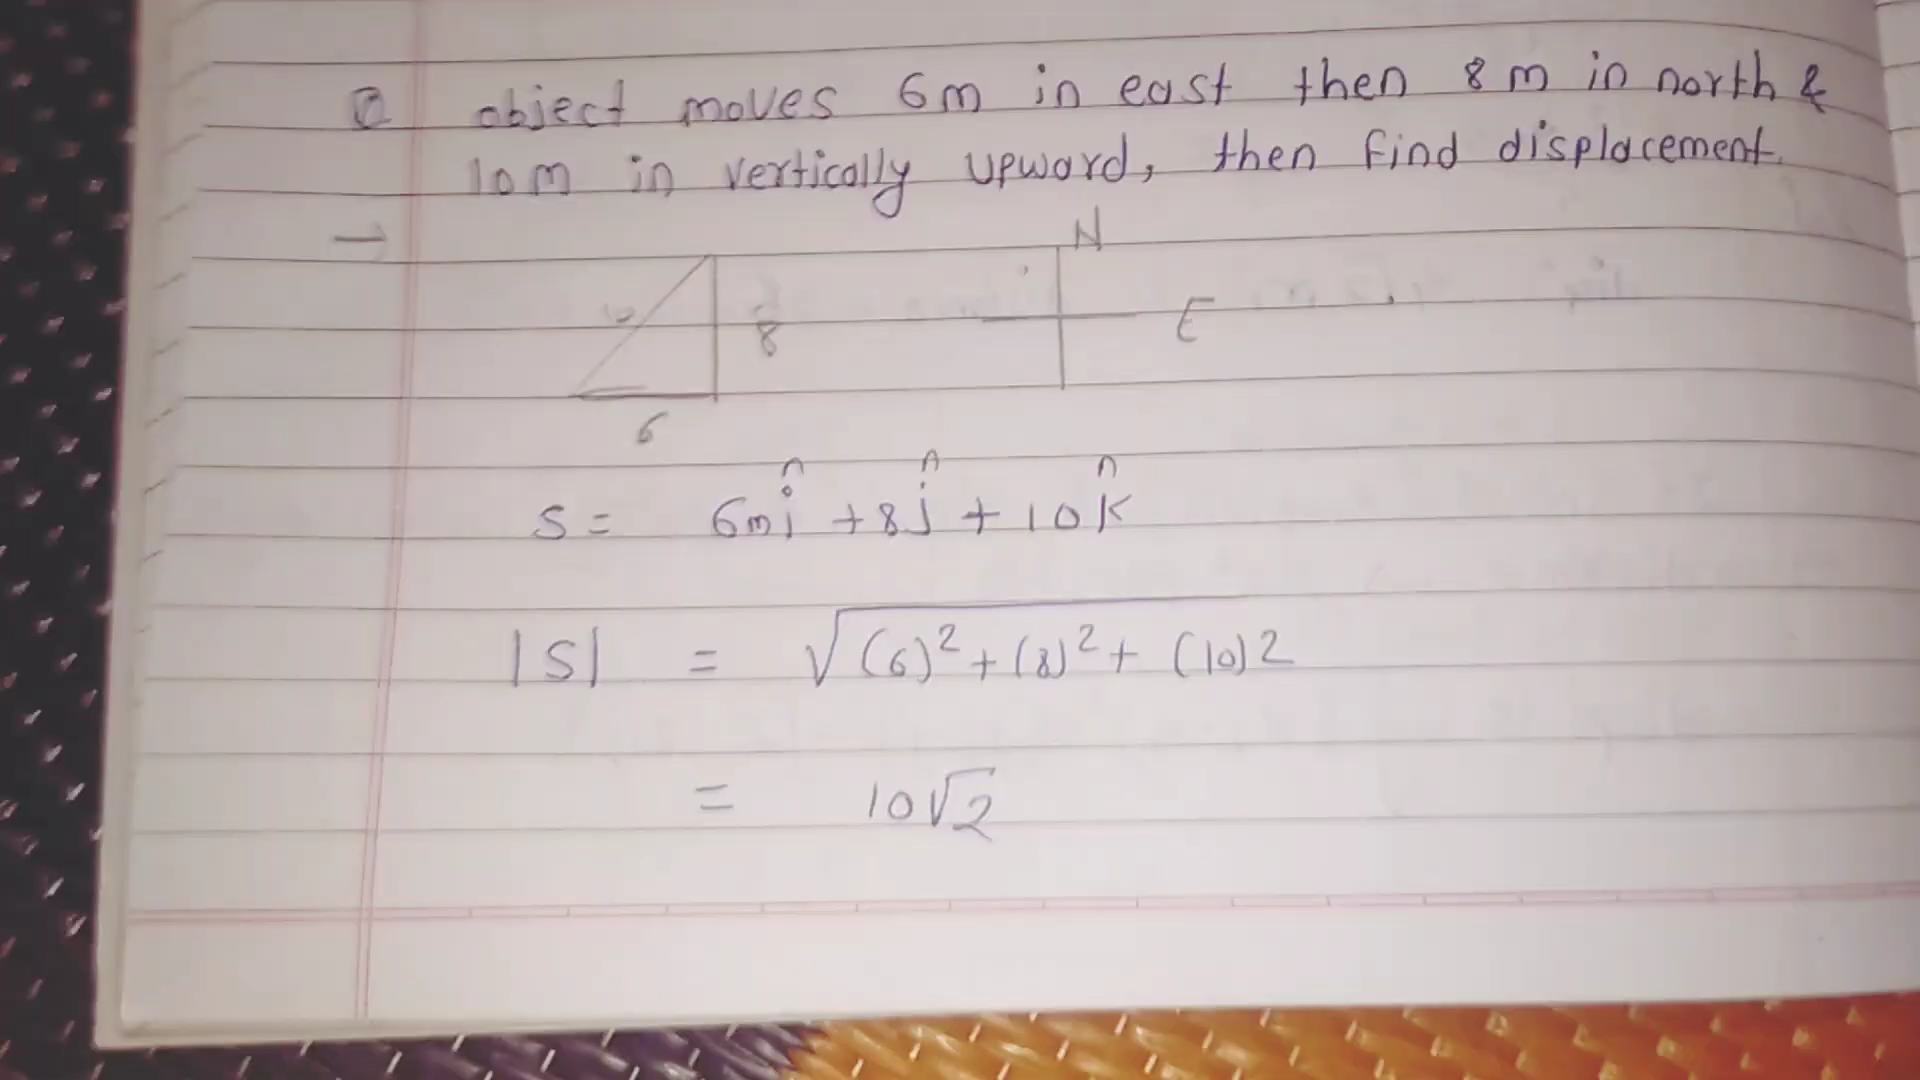 Q object moves 6m in east then 8 m in north &
10m in vertically upward, then find displacement.
→
N
8
E
6
S = 6m î + 8ĵ + 10k̂
|S| = √(6)² + (8)² + (10)2
= 10√2